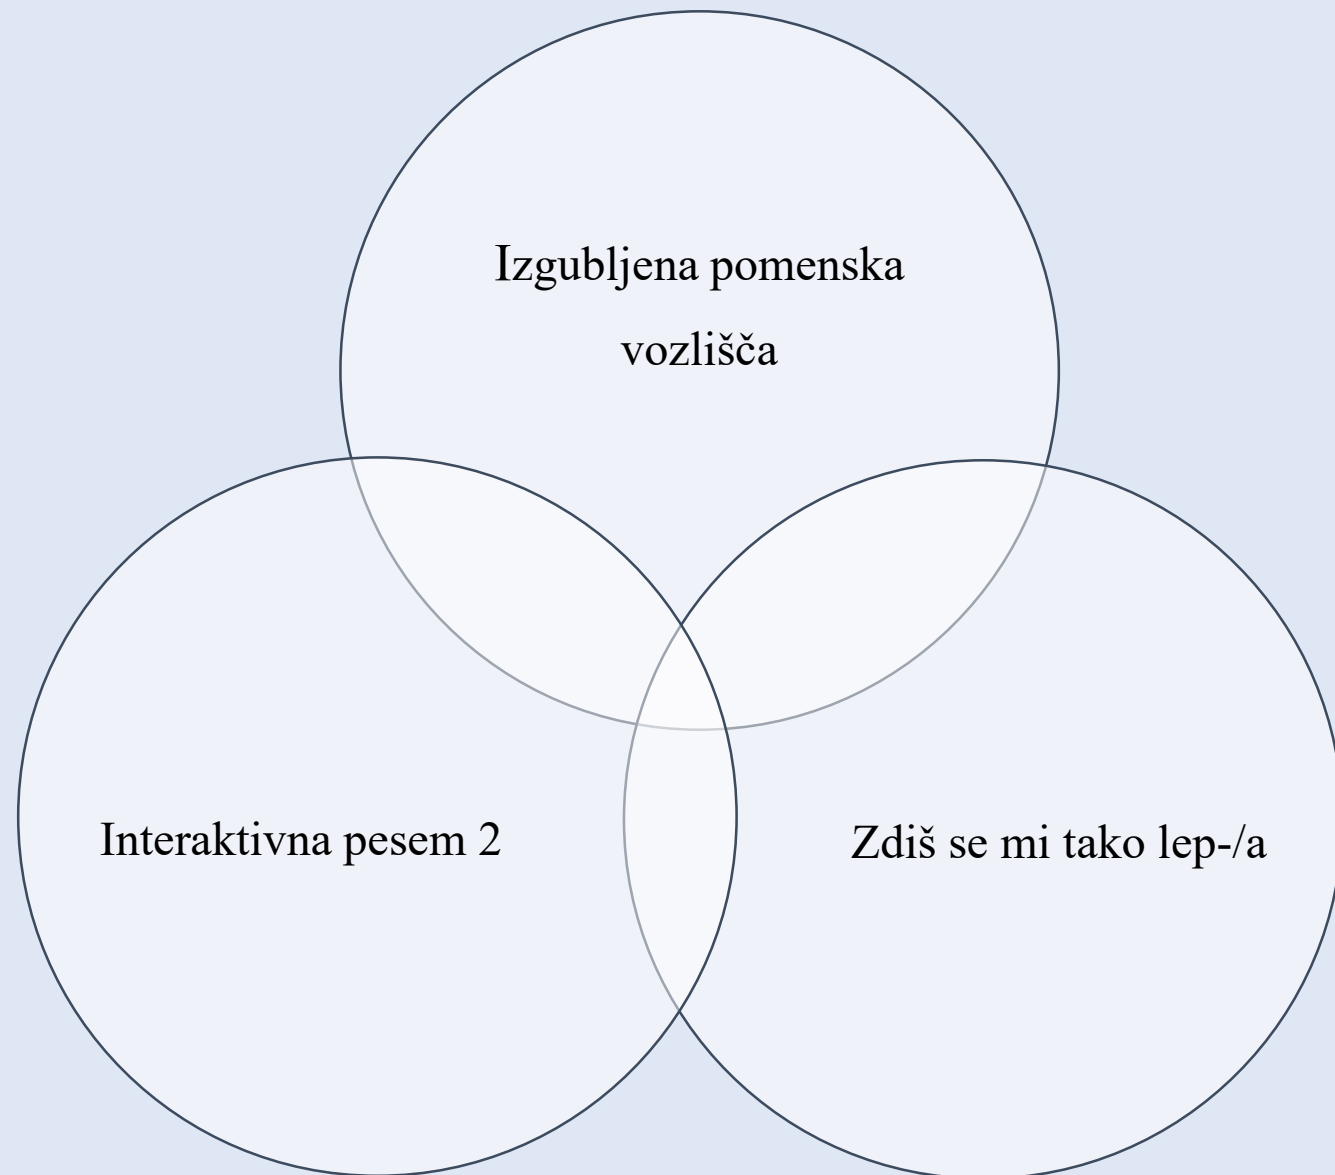 Izgubljena pomenska
vozlišča
Interaktivna pesem 2
Zdiš se mi tako lep-/a